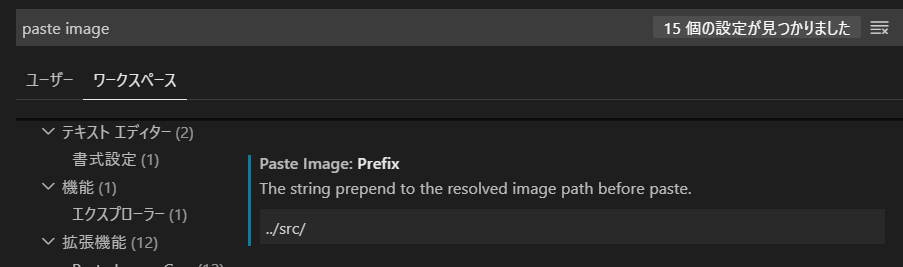 paste image
15 個の設定が見つかりました
ユーザー
ワークスペース
テキスト エディター (2)
書式設定 (1)
機能 (1)
エクスプローラー (1)
拡張機能 (12)
Paste Image: Prefix
The string prepend to the resolved image path before paste.
../src/